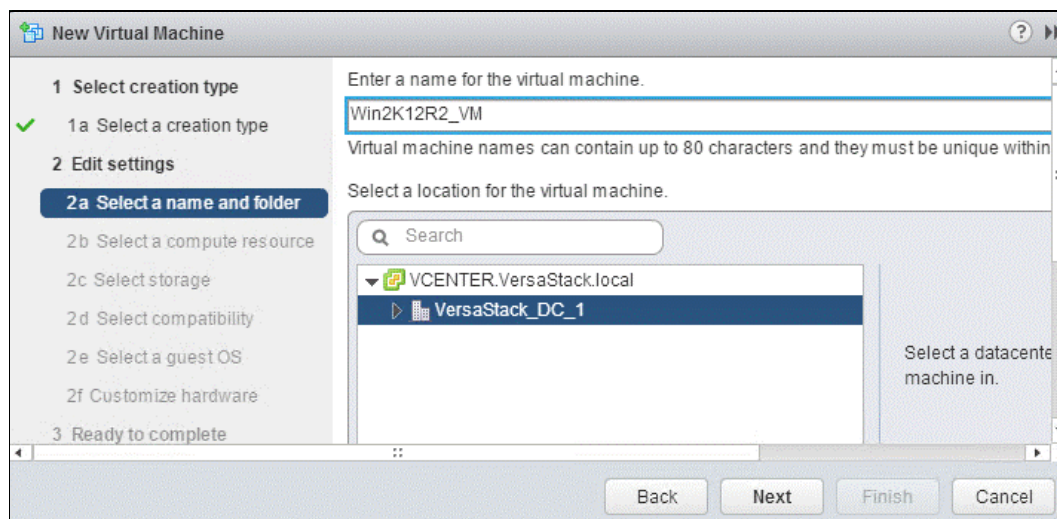 New Virtual Machine
?
1 Select creation type
1a Select a creation type
2 Edit settings
2a Select a name and folder
2b Select a compute resource
2c Select storage
2d Select compatibility
2e Select a guest OS
2f Customize hardware
3 Ready to complete
Enter a name for the virtual machine.
Win2K12R2_VM
Virtual machine names can contain up to 80 characters and they must be unique within
Select a location for the virtual machine.
Search
VCENTER.VersaStack.local
VersaStack_DC_1
Select a datacente
machine in.
Back Next Finish Cancel